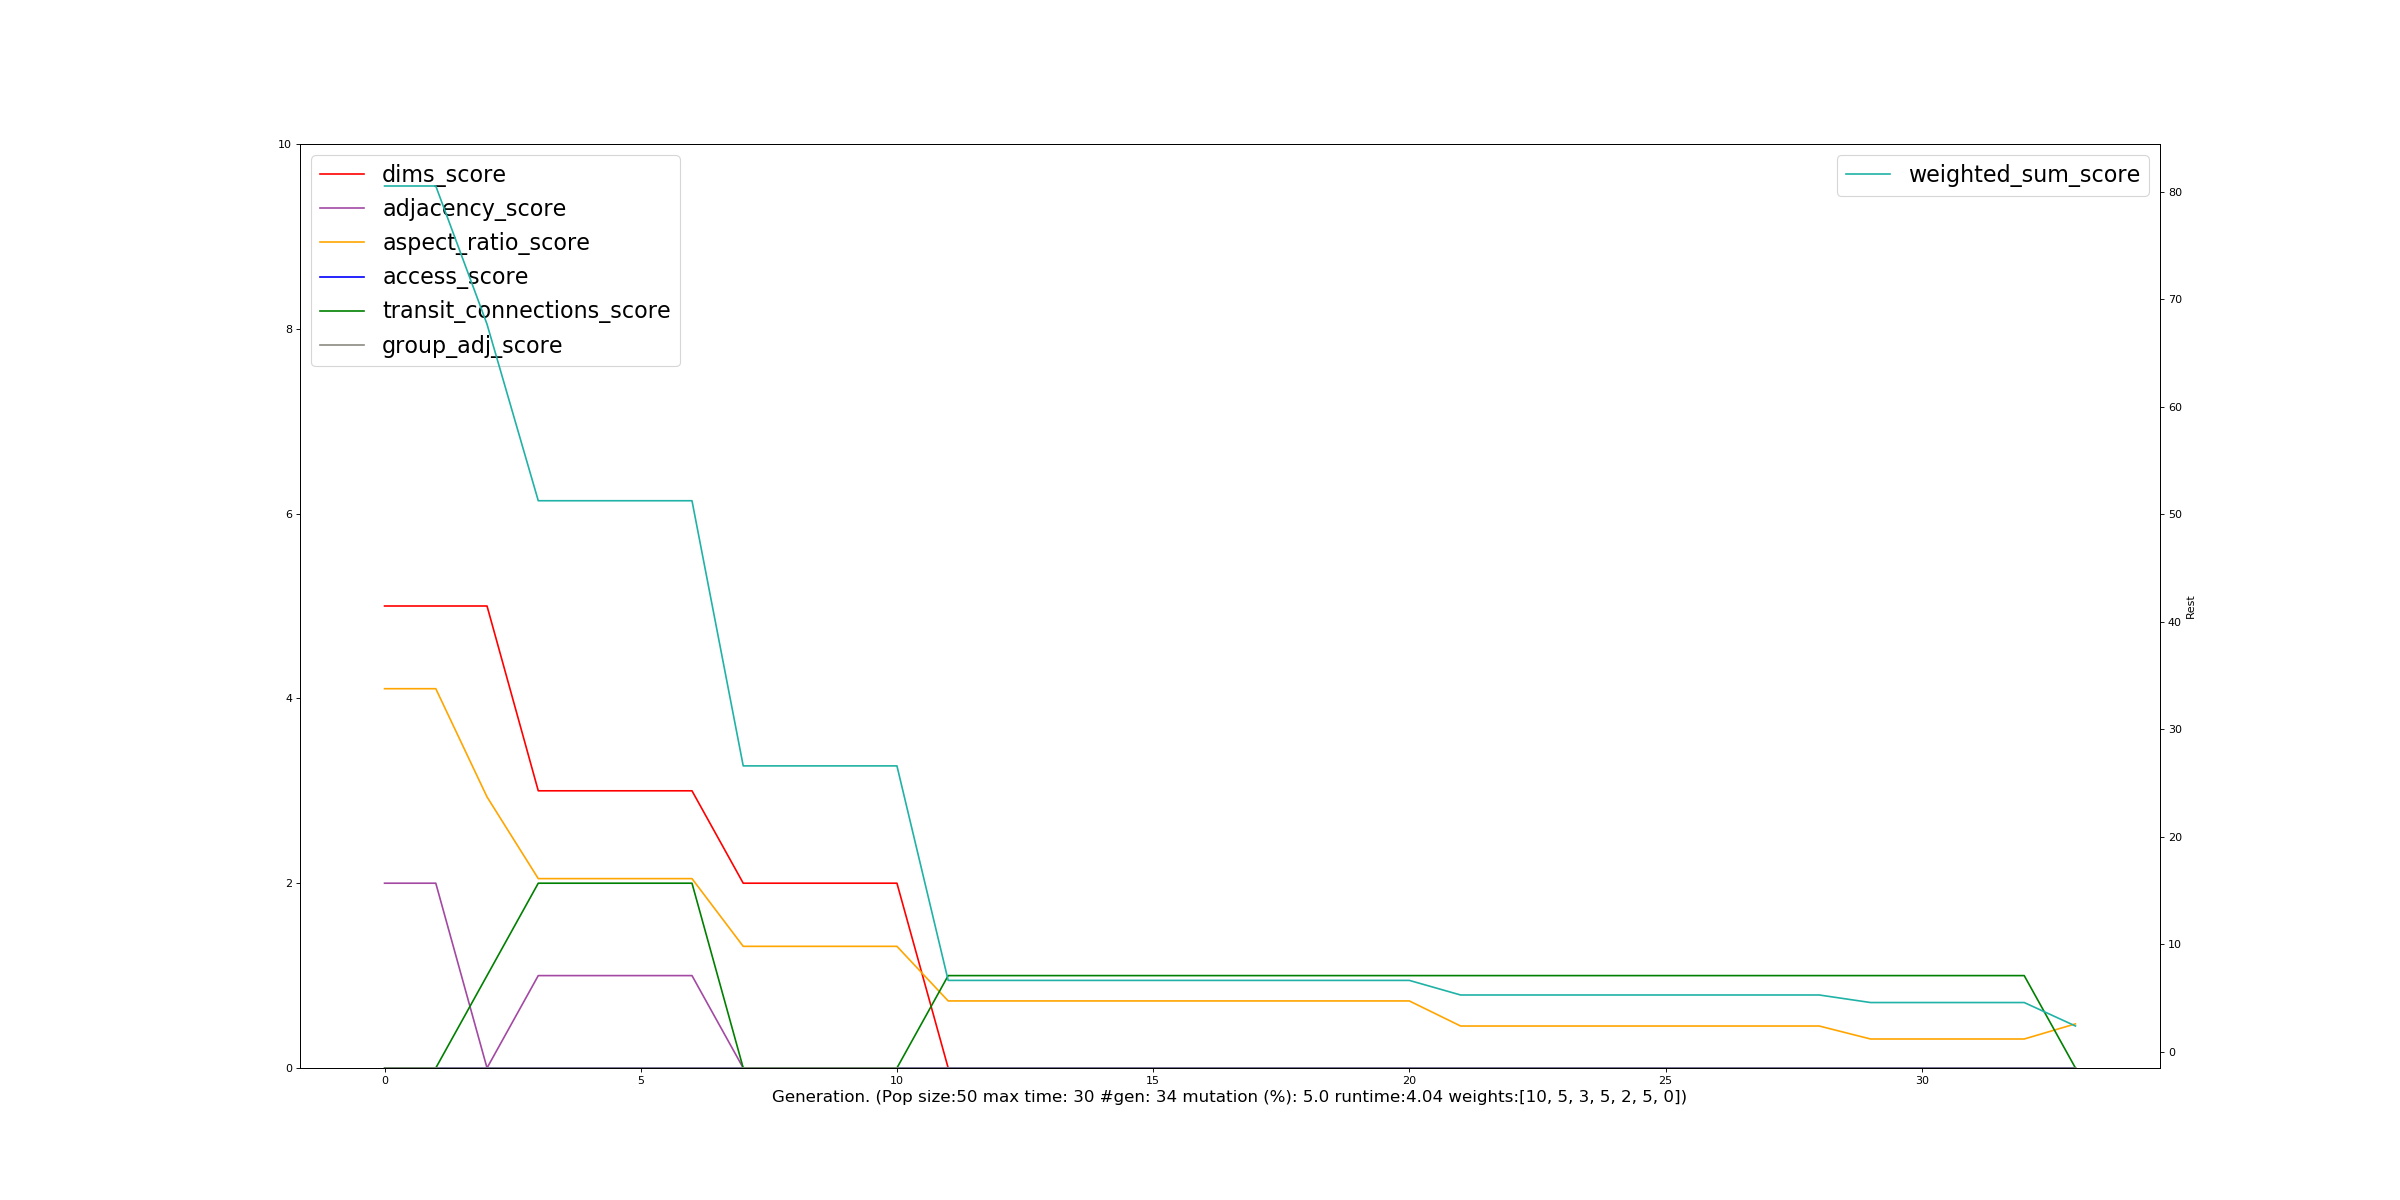 10
8
6
4
2
0
dims_score
adjacency_score
aspect_ratio_score
access_score
transit_connections_score
group_adj_score
weighted_sum_score
80
70
60
50
40
30
20
10
0
Rest
0 5 10 15 20 25 30
Generation. (Pop size:50 max time: 30 #gen: 34 mutation (%): 5.0 runtime:4.04 weights:[10, 5, 3, 5, 2, 5, 0])